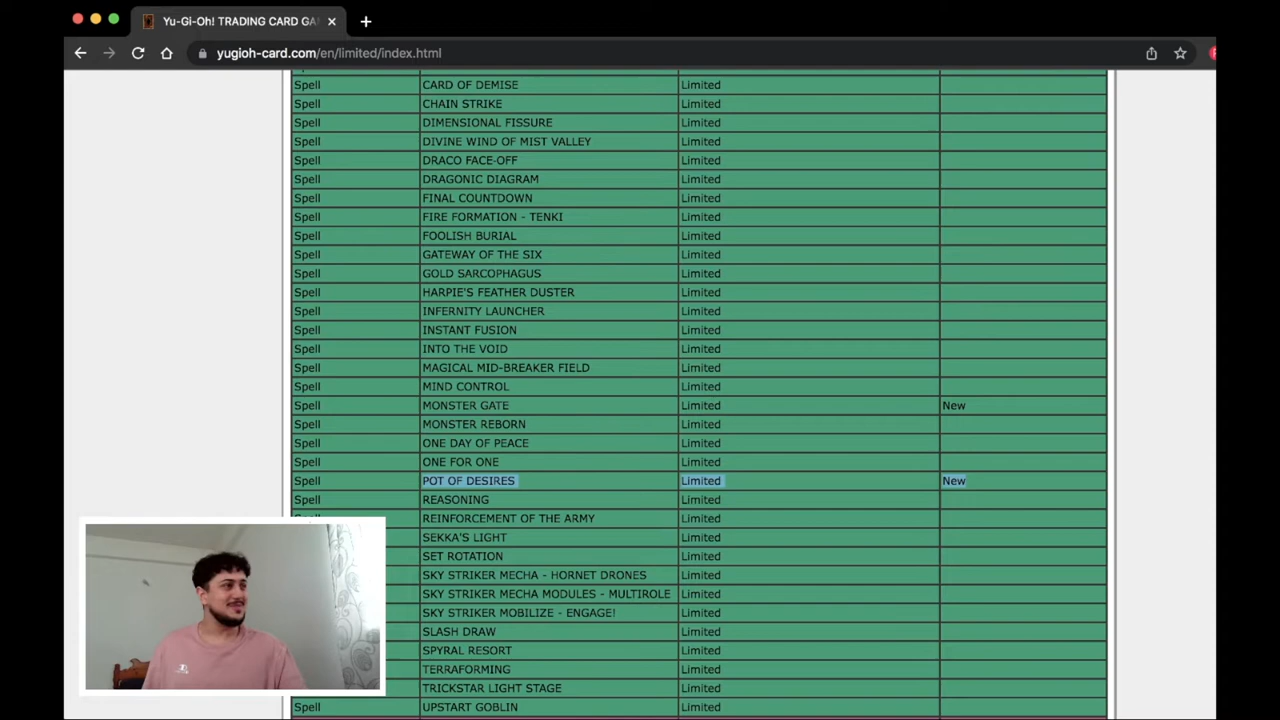 Yu-Gi-Oh! TRADING CARD GA
yugioh-card.com/en/limited/index.html
Spell CARD OF DEMISE Limited
Spell CHAIN STRIKE Limited
Spell DIMENSIONAL FISSURE Limited
Spell DIVINE WIND OF MIST VALLEY Limited
Spell DRACO FACE-OFF Limited
Spell DRAGONIC DIAGRAM Limited
Spell FINAL COUNTDOWN Limited
Spell FIRE FORMATION - TENKI Limited
Spell FOOLISH BURIAL Limited
Spell GATEWAY OF THE SIX Limited
Spell GOLD SARCOPHAGUS Limited
Spell HARPIE'S FEATHER DUSTER Limited
Spell INFERNITY LAUNCHER Limited
Spell INSTANT FUSION Limited
Spell INTO THE VOID Limited
Spell MAGICAL MID-BREAKER FIELD Limited
Spell MIND CONTROL Limited
Spell MONSTER GATE Limited New
Spell MONSTER REBORN Limited
Spell ONE DAY OF PEACE Limited
Spell ONE FOR ONE Limited
Spell POT OF DESIRES Limited New
Spell REASONING Limited
REINFORCEMENT OF THE ARMY Limited
SEKKA'S LIGHT Limited
SET ROTATION Limited
SKY STRIKER MECHA - HORNET DRONES Limited
SKY STRIKER MECHA MODULES - MULTIROLE Limited
SKY STRIKER MOBILIZE - ENGAGE! Limited
SLASH DRAW Limited
SPYRAL RESORT Limited
TERRAFORMING Limited
TRICKSTAR LIGHT STAGE Limited
Spell UPSTART GOBLIN Limited